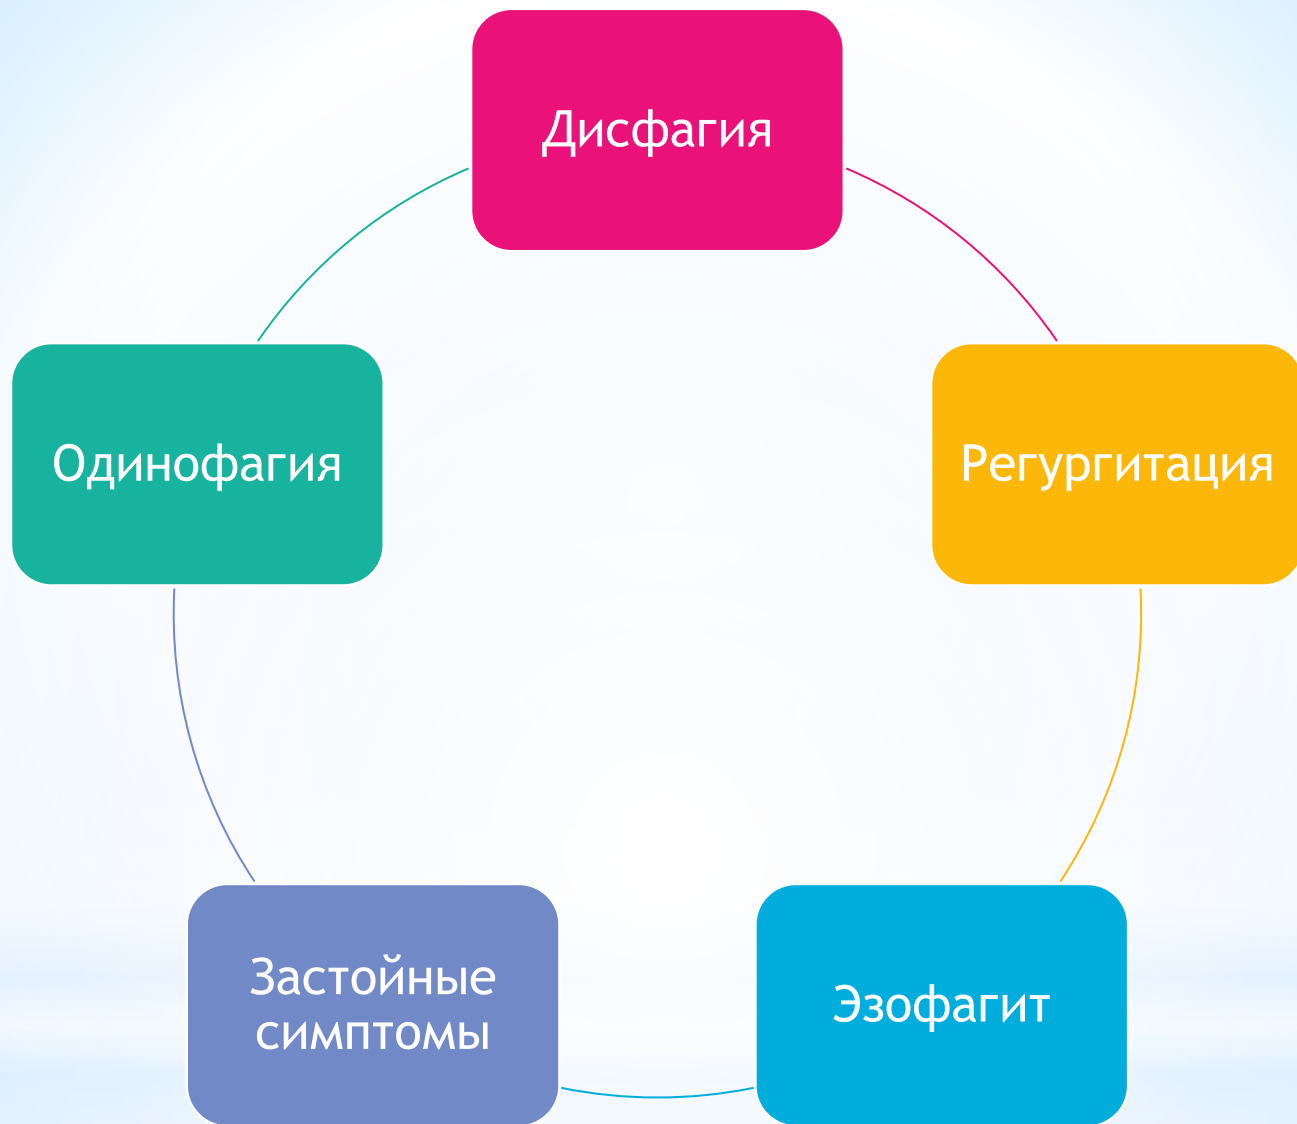 Дисфагия
Регургитация
Эзофагит
Застойные
симптомы
Одинофагия